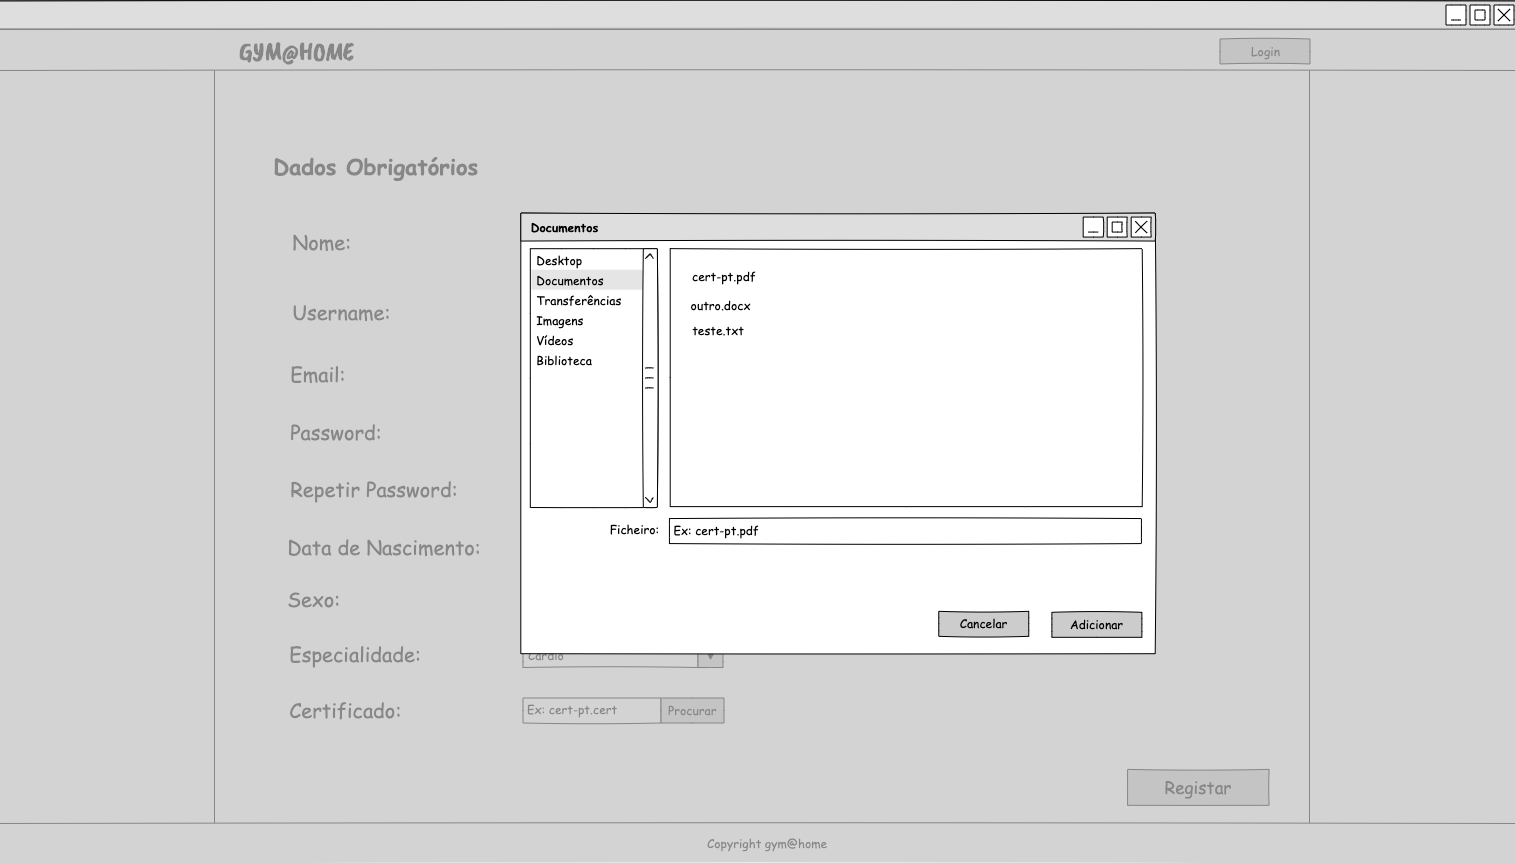 GYM@HOME
Login
Dados Obrigatórios
Nome:
Username:
Email:
Password:
Repetir Password:
Data de Nascimento:
Sexo:
Especialidade:
Cardio
Certificado:
Ex: cert-pt.cert
Procurar
Registar
Documentos
Desktop
Documentos
Transferências
Imagens
Vídeos
Biblioteca
cert-pt.pdf
outro.docx
teste.txt
Ficheiro:
Ex: cert-pt.pdf
Cancelar
Adicionar
Copyright gym@home